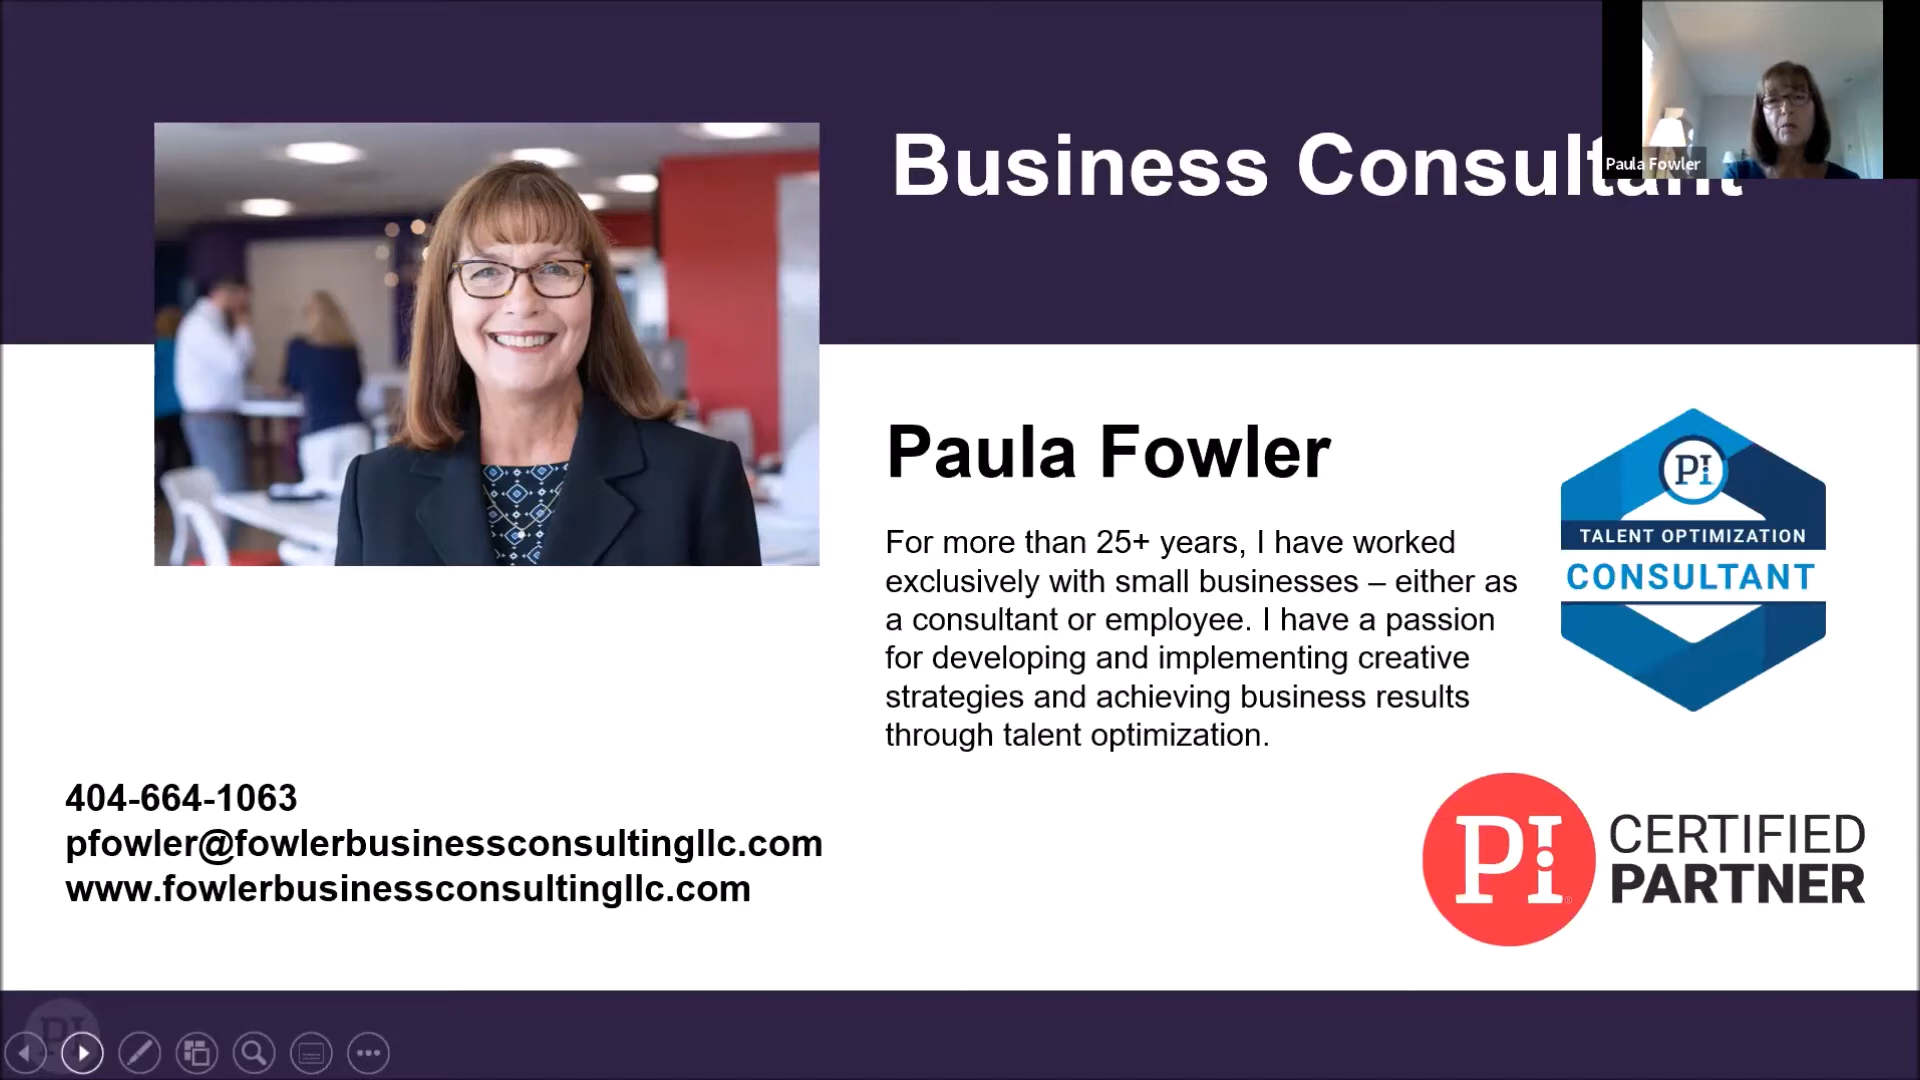 Business Consultant
Paula Fowler
Paula Fowler
For more than 25+ years, I have worked
exclusively with small businesses – either as
a consultant or employee. I have a passion
for developing and implementing creative
strategies and achieving business results
through talent optimization.
PI
TALENT OPTIMIZATION
CONSULTANT
404-664-1063
pfowler@fowlerbusinessconsultingllc.com
www.fowlerbusinessconsultingllc.com
PI®
CERTIFIED
PARTNER
PI